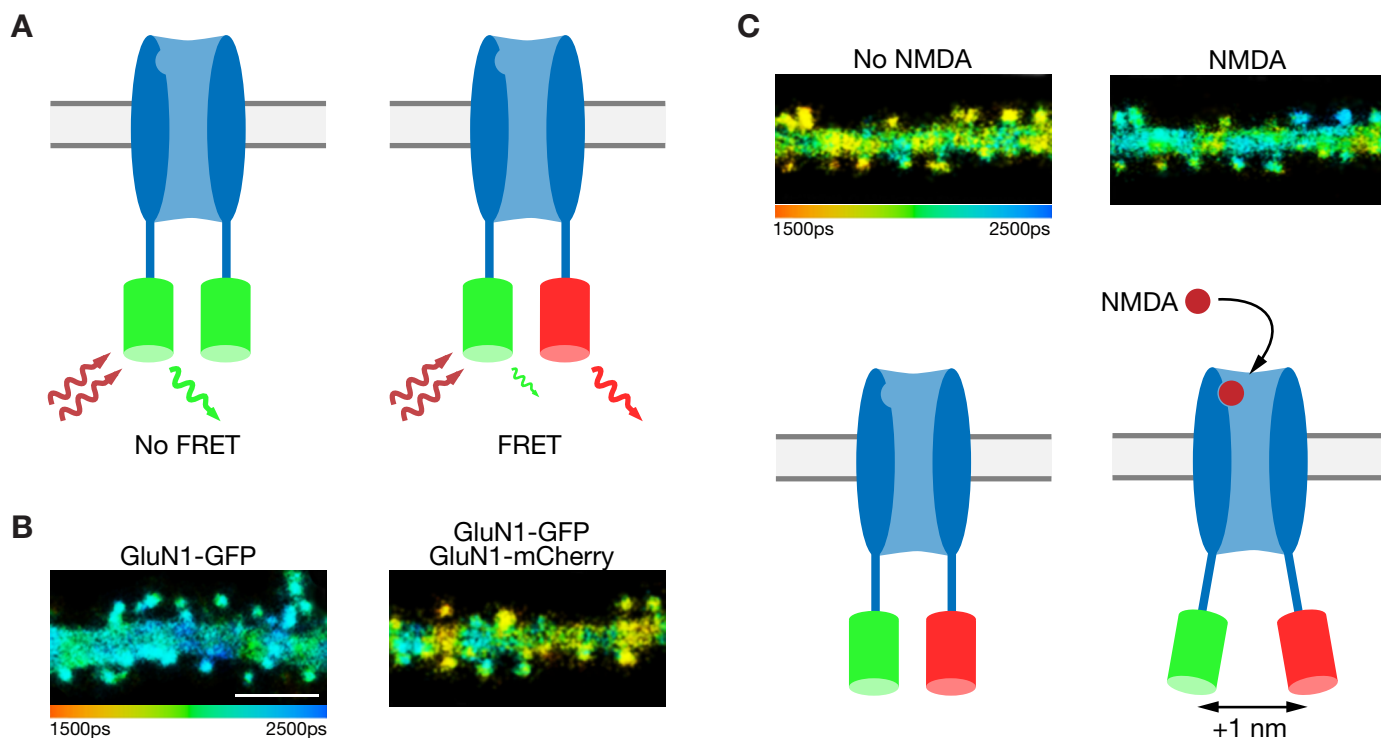 A
No FRET
FRET
B
GluN1-GFP
GluN1-GFP
GluN1-mCherry
1500ps
2500ps
C
No NMDA
NMDA
1500ps
2500ps
NMDA
+1 nm